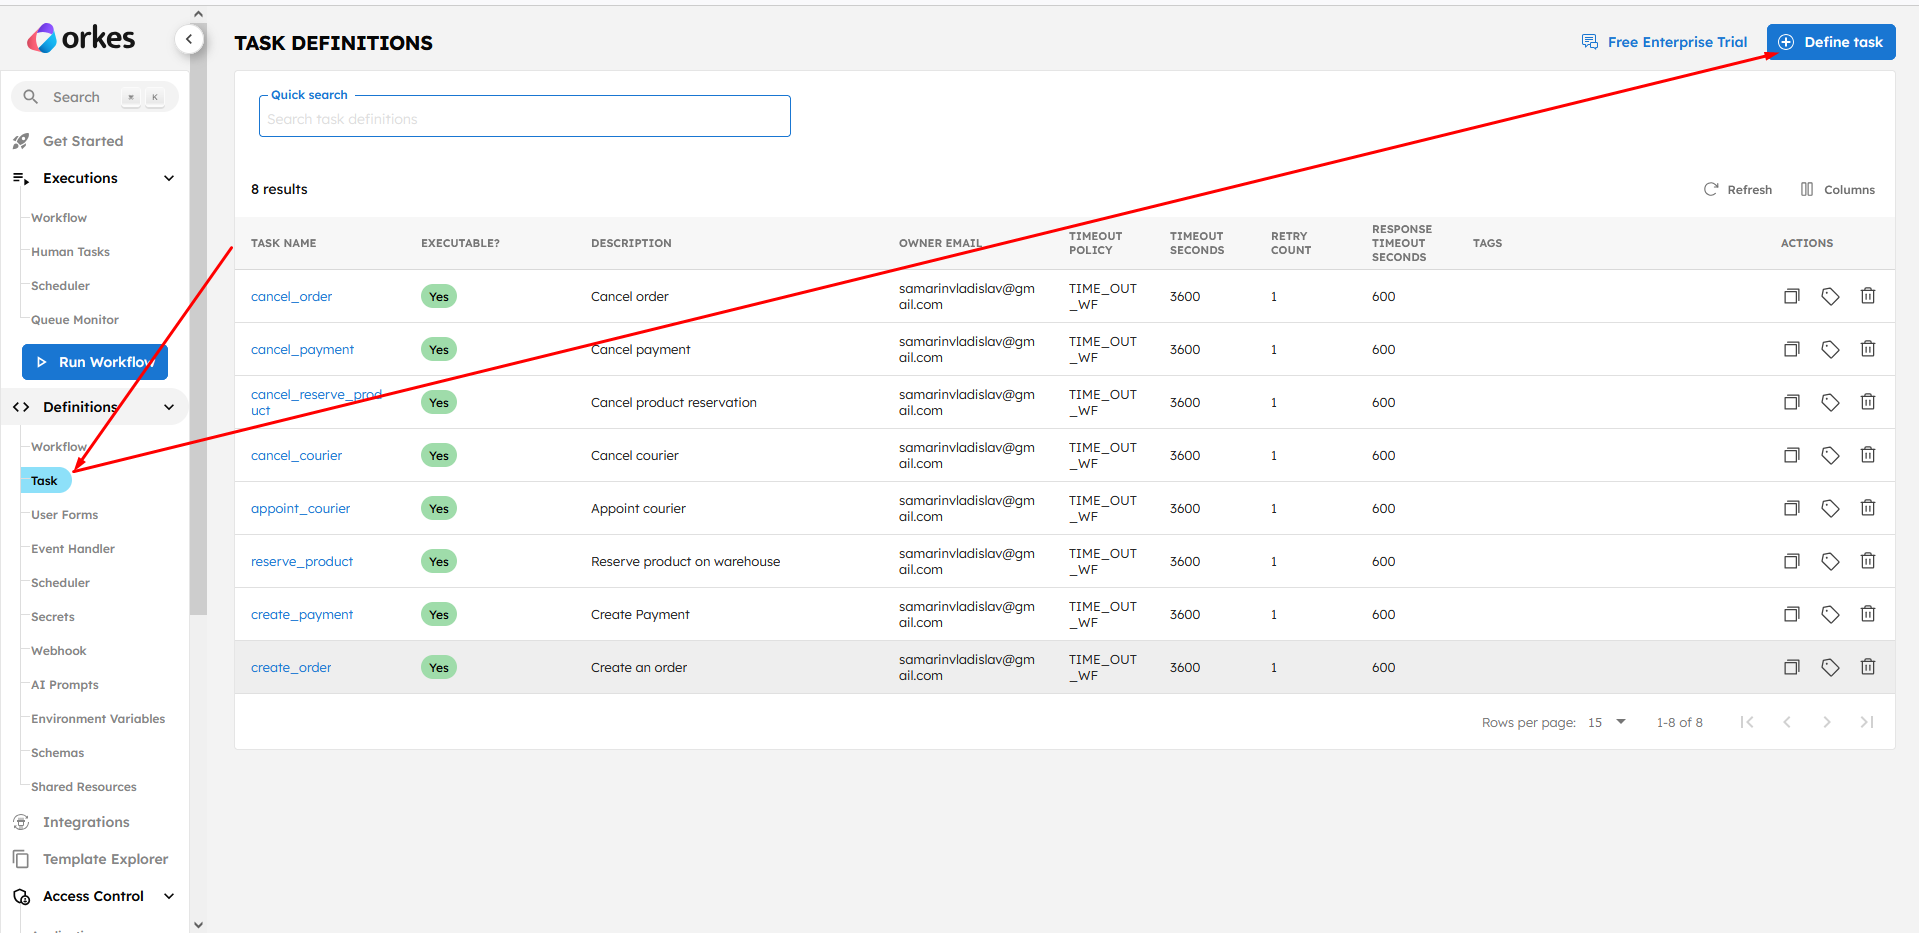 orkes
TASK DEFINITIONS
Free Enterprise Trial
Define task
Search
⌘
K
Get Started
Executions
Workflow
Human Tasks
Scheduler
Queue Monitor
Run Workflow
Definitions
Workflow
Task
User Forms
Event Handler
Scheduler
Secrets
Webhook
AI Prompts
Environment Variables
Schemas
Shared Resources
Integrations
Template Explorer
Access Control
Quick search
Search task definitions
8 results
Refresh
Columns
TASK NAME EXECUTABLE? DESCRIPTION OWNER EMAIL TIMEOUT POLICY TIMEOUT SECONDS RETRY COUNT RESPONSE TIMEOUT SECONDS TAGS ACTIONS
cancel_order Yes Cancel order samarinvladislav@gmail.com TIME_OUT_WF 3600 1 600
cancel_payment Yes Cancel payment samarinvladislav@gmail.com TIME_OUT_WF 3600 1 600
cancel_reserve_product Yes Cancel product reservation samarinvladislav@gmail.com TIME_OUT_WF 3600 1 600
cancel_courier Yes Cancel courier samarinvladislav@gmail.com TIME_OUT_WF 3600 1 600
appoint_courier Yes Appoint courier samarinvladislav@gmail.com TIME_OUT_WF 3600 1 600
reserve_product Yes Reserve product on warehouse samarinvladislav@gmail.com TIME_OUT_WF 3600 1 600
create_payment Yes Create Payment samarinvladislav@gmail.com TIME_OUT_WF 3600 1 600
create_order Yes Create an order samarinvladislav@gmail.com TIME_OUT_WF 3600 1 600
Rows per page: 15 1-8 of 8